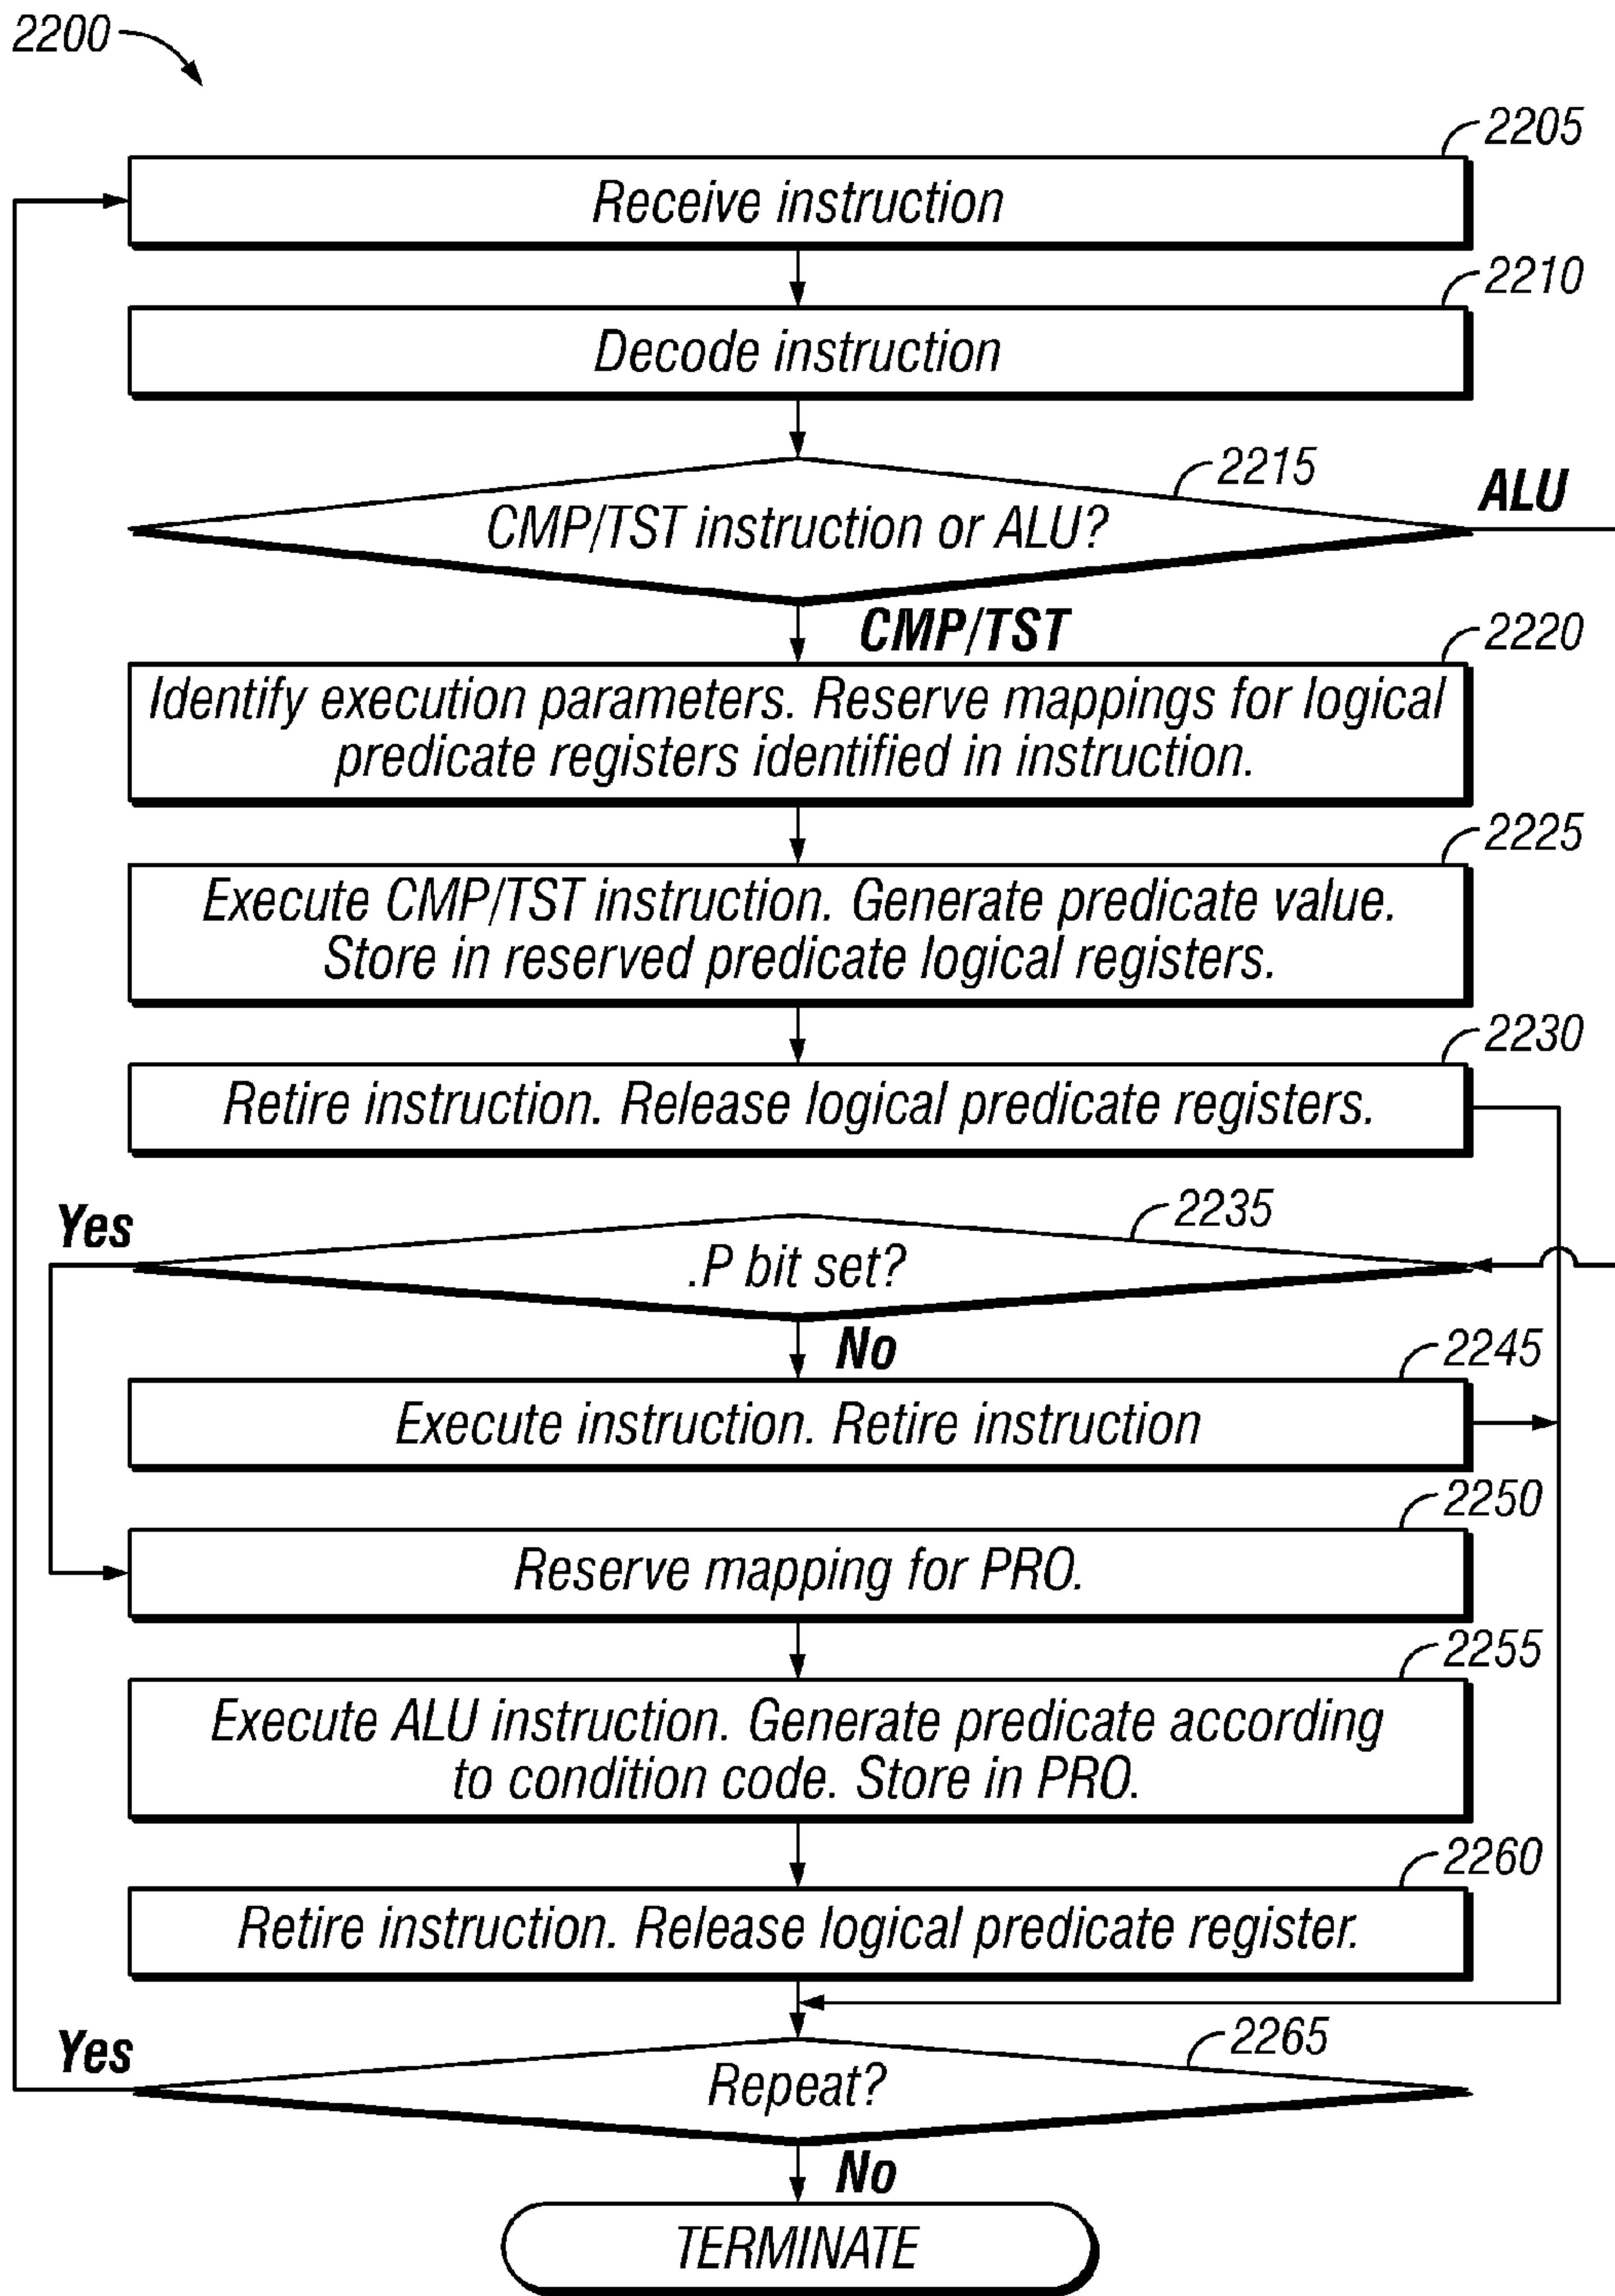 2200
2205
Receive instruction
2210
Decode instruction
2215
CMP/TST instruction or ALU?
ALU
CMP/TST
2220
Identify execution parameters. Reserve mappings for logical
predicate registers identified in instruction.
2225
Execute CMP/TST instruction. Generate predicate value.
Store in reserved predicate logical registers.
2230
Retire instruction. Release logical predicate registers.
Yes
2235
.P bit set?
No
2245
Execute instruction. Retire instruction
2250
Reserve mapping for PRO.
2255
Execute ALU instruction. Generate predicate according
to condition code. Store in PRO.
2260
Retire instruction. Release logical predicate register.
Yes
2265
Repeat?
No
TERMINATE